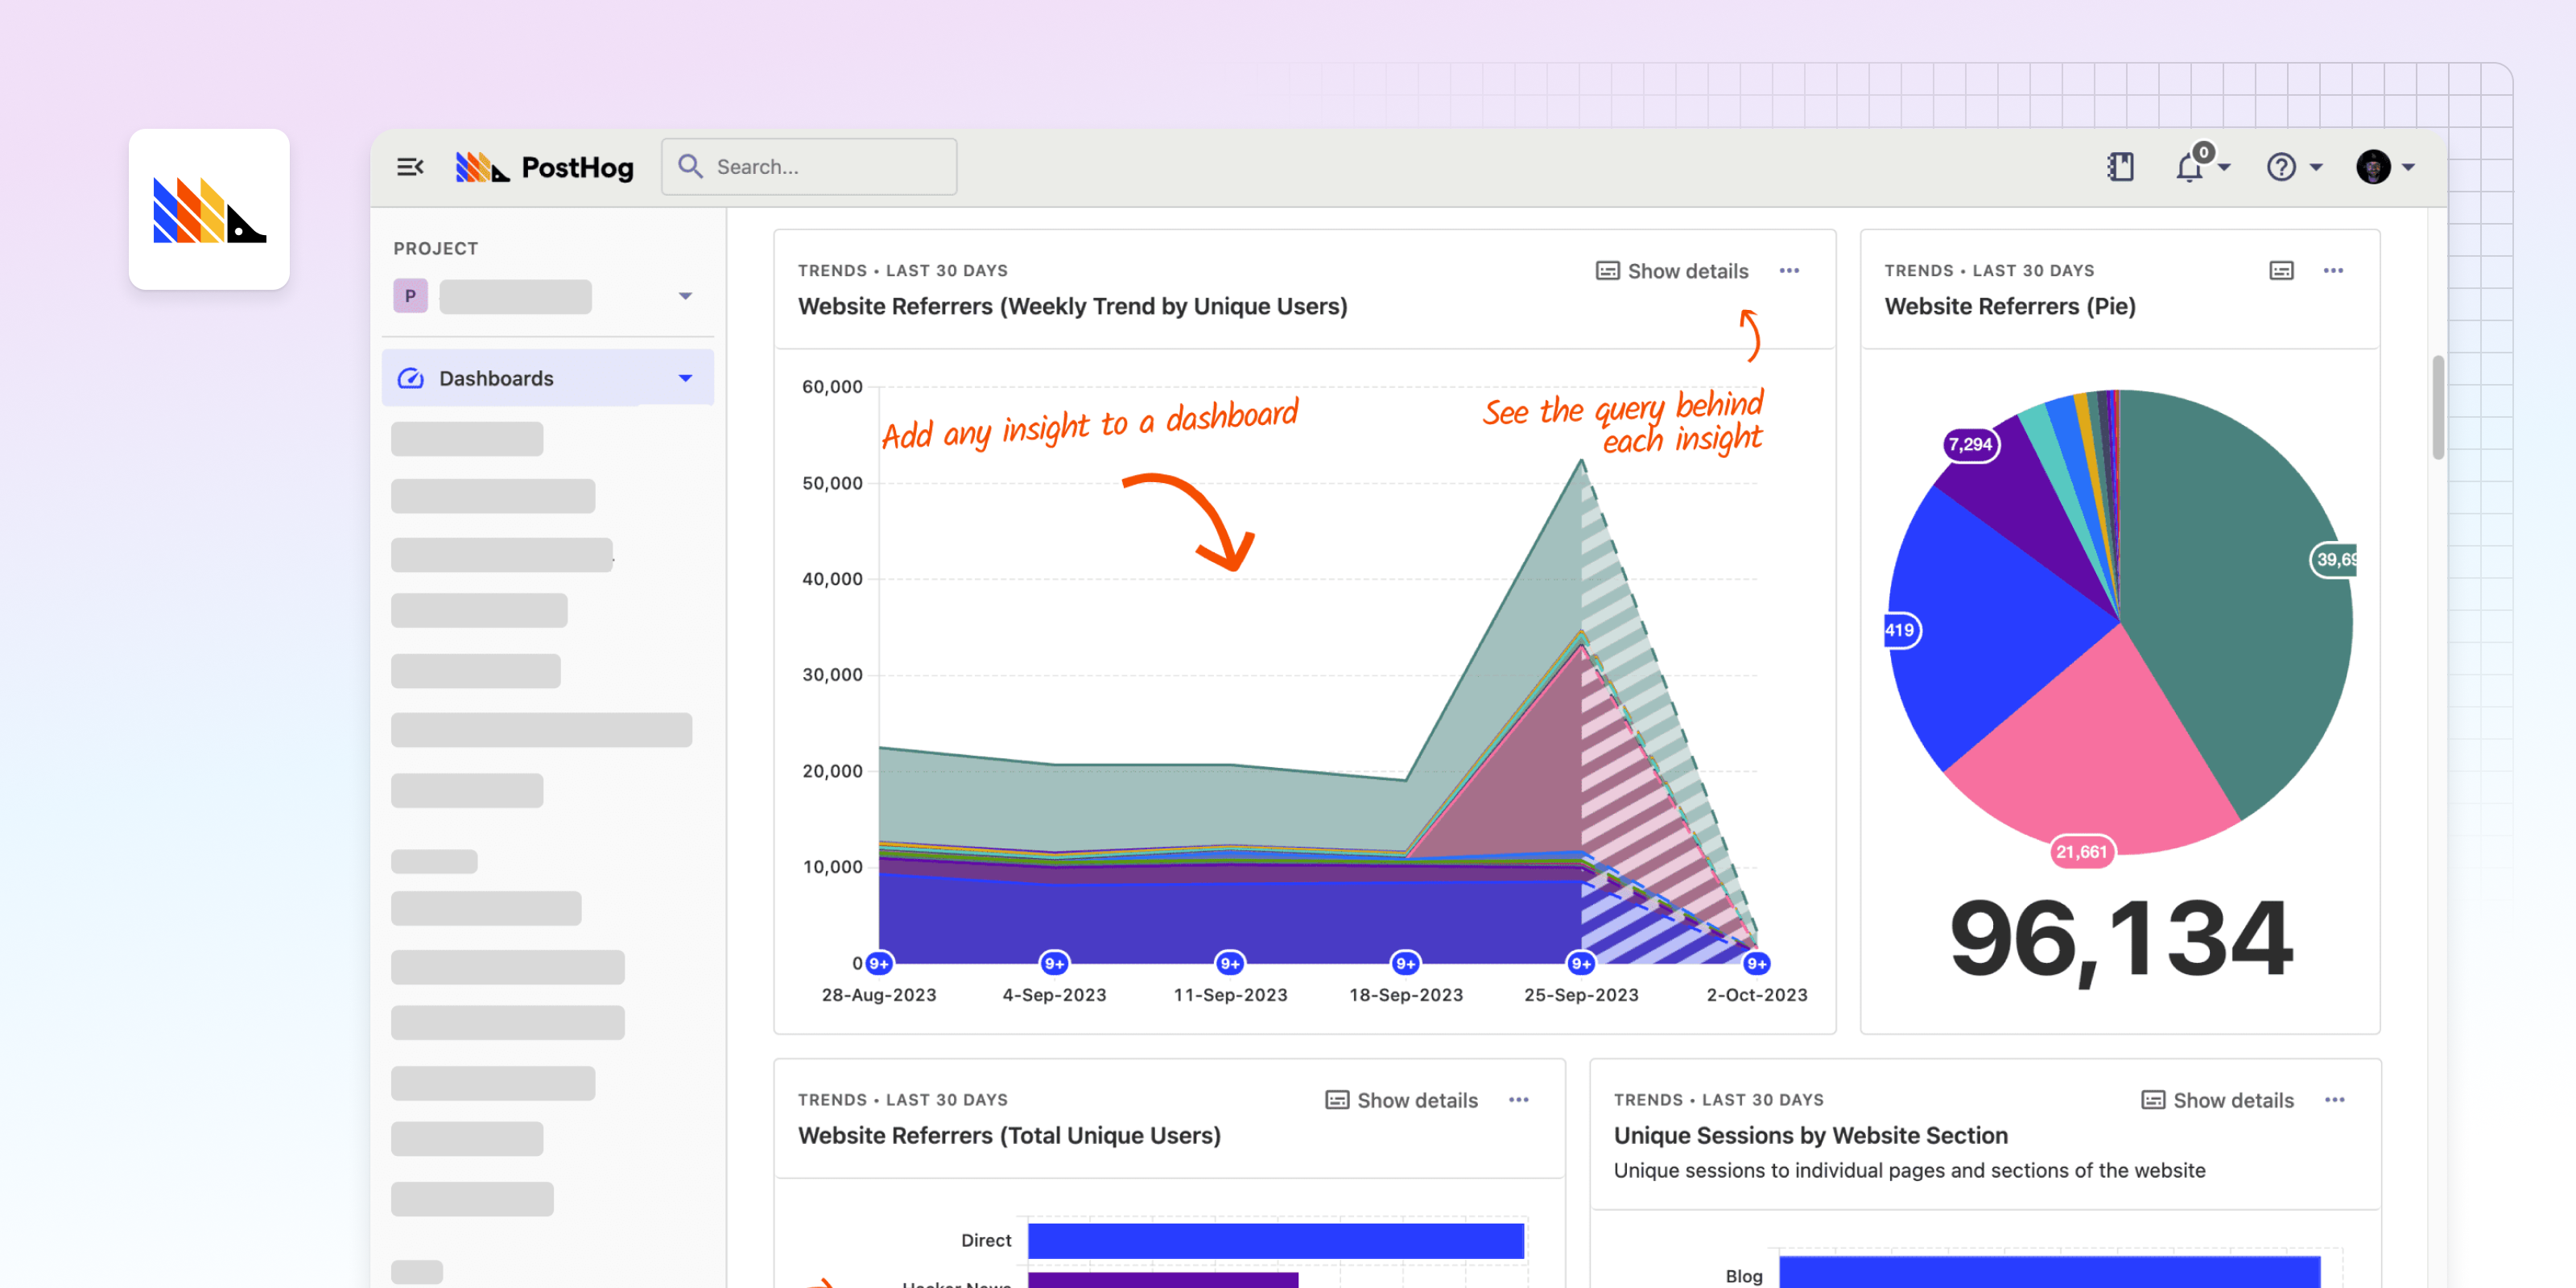 PostHog
Search...
0
PROJECT
P
Dashboards
TRENDS • LAST 30 DAYS
Show details
Website Referrers (Weekly Trend by Unique Users)
60,000
50,000
40,000
30,000
20,000
10,000
0
Add any insight to a dashboard
See the query behind
each insight
9+ 9+ 9+ 9+ 9+ 9+
28-Aug-2023 4-Sep-2023 11-Sep-2023 18-Sep-2023 25-Sep-2023 2-Oct-2023
TRENDS • LAST 30 DAYS
Website Referrers (Pie)
7,294
39,69
419
21,661
96,134
TRENDS • LAST 30 DAYS
Show details
Website Referrers (Total Unique Users)
Direct
Hacker News
TRENDS • LAST 30 DAYS
Show details
Unique Sessions by Website Section
Unique sessions to individual pages and sections of the website
Blog